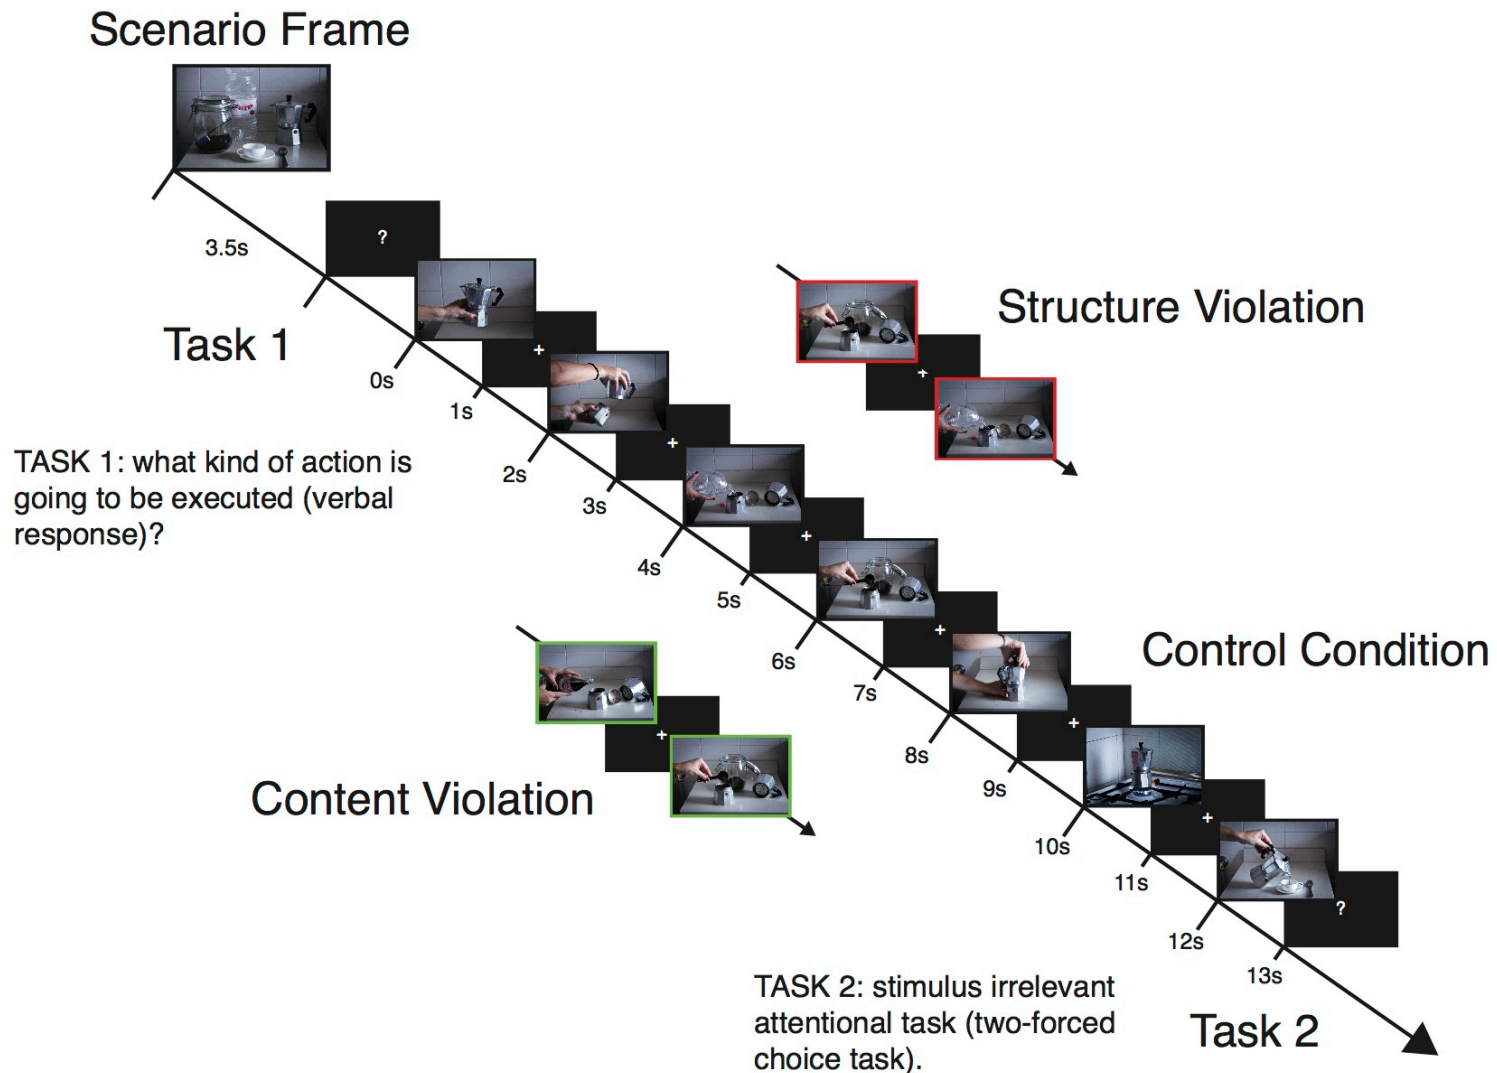 Scenario Frame
3.5s
?
Task 1
0s
+
1s
+
2s
+
3s
+
4s
+
5s
+
6s
+
7s
+
8s
9s
10s
11s
12s
?
13s
TASK 1: what kind of action is
going to be executed (verbal
response)?
Structure Violation
+
Content Violation
+
Control Condition
TASK 2: stimulus irrelevant
attentional task (two-forced
choice task).
Task 2